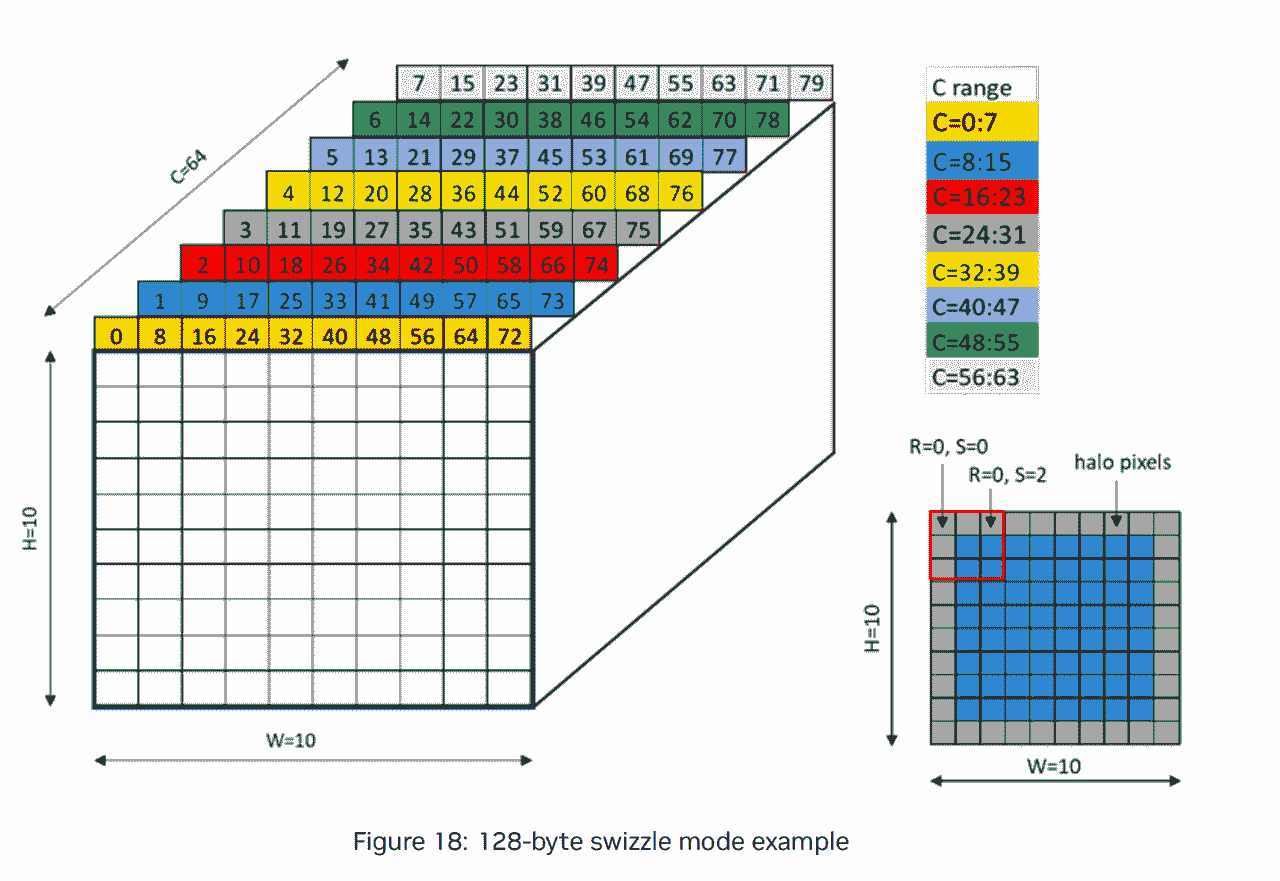 7 15 23 31 39 47 55 63 71 79
6 14 22 30 38 46 54 62 70 78
5 13 21 29 37 45 53 61 69 77
4 12 20 28 36 44 52 60 68 76
3 11 19 27 35 43 51 59 67 75
2 10 18 26 34 42 50 58 66 74
1 9 17 25 33 41 49 57 65 73
0 8 16 24 32 40 48 56 64 72
C=64
H=10
W=10
C range
C=0:7
C=8:15
C=16:23
C=24:31
C=32:39
C=40:47
C=48:55
C=56:63
R=0, S=0
R=0, S=2
halo pixels
H=10
W=10
Figure 18: 128-byte swizzle mode example